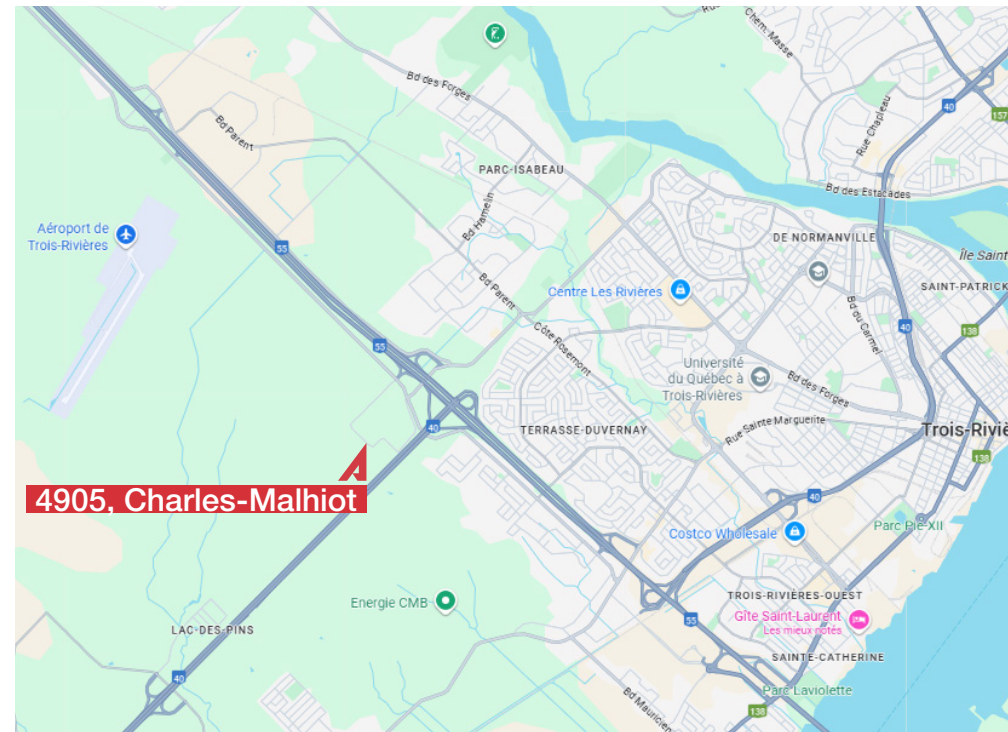 Rue
Chem. Masse
Bd des Forges
40
157
Rue Chapleau
Bd Parent
PARC-ISABEAU
Bd des Estacades
Bd Hamelin
Aéroport de
Trois-Rivières
55
DE NORMANVILLE
Île Saint
SAINT-PATRICK
Bd Parent
Centre Les Rivières
Bd du Carmel
40
138
Côte Rosemont
55
Université
du Québec à
Trois-Rivières
Bd des Forges
Rue Sainte Marguerite
40
TERRASSE-DUVERNAY
Trois-Riviè
138
4905, Charles-Malhiot
40
Parc Pie-XII
Costco Wholesale
Energie CMB
TROIS-RIVIÈRES-OUEST
Gîte Saint-Laurent
Les mieux notés
55
LAC-DES-PINS
SAINTE-CATHERINE
40
Parc Laviolette
Bd Mauricien
138